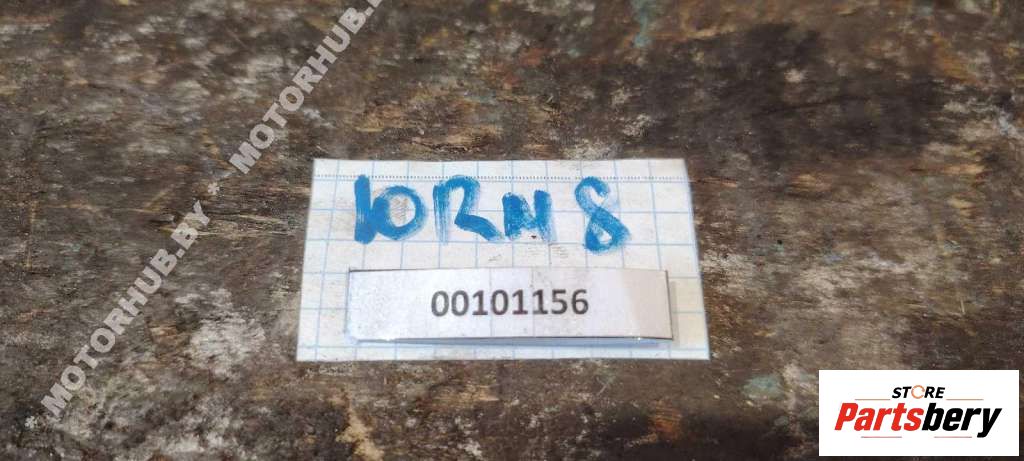 MOTORHUB.BY * MOTORHUB.BY
10RH8
00101156
STORE
Partsbery